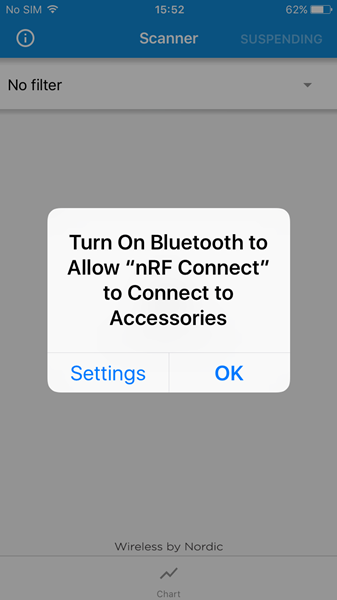 No SIM 15:52 62%
Scanner SUSPENDING
No filter
Turn On Bluetooth to
Allow “nRF Connect”
to Connect to
Accessories
Settings OK
Wireless by Nordic
Chart